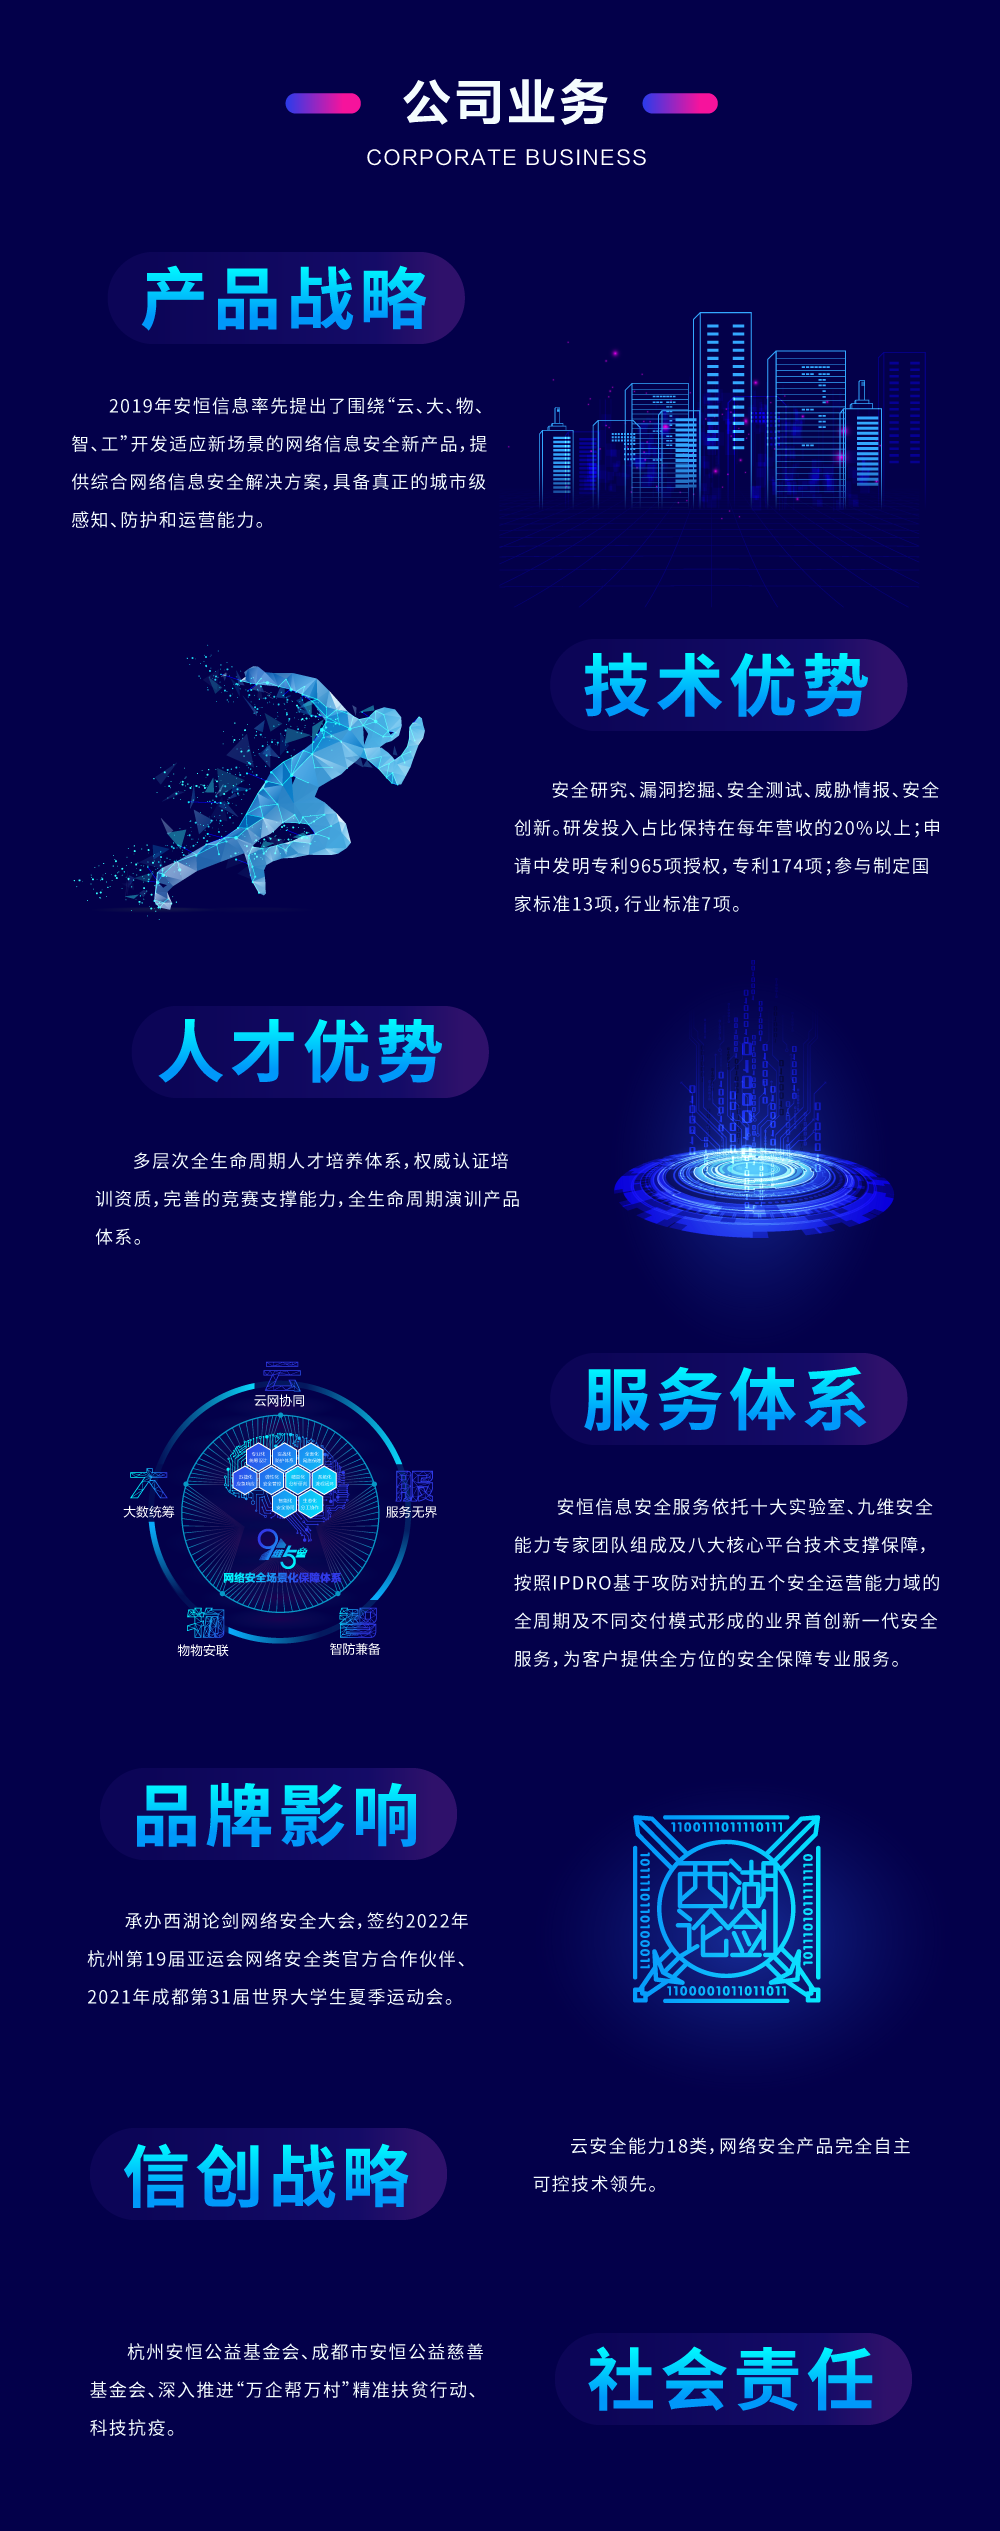 公司业务
CORPORATE BUSINESS
产品战略
2019年安恒信息率先提出了围绕“云、大、物、
智、工”开发适应新场景的网络信息安全新产品，提
供综合网络信息安全解决方案，具备真正的城市级
感知、防护和运营能力。
技术优势
安全研究、漏洞挖掘、安全测试、威胁情报、安全
创新。研发投入占比保持在每年营收的20%以上；申
请中发明专利965项授权，专利174项；参与制定国
家标准13项，行业标准7项。
人才优势
多层次全生命周期人才培养体系，权威认证培
训资质，完善的竞赛支撑能力，全生命周期演训产品
体系。
云
云网协同
大
大数统筹
服
服务无界
网络安全场景化保障体系
物
物物安联
智
智防兼备
服务体系
安恒信息安全服务依托十大实验室、九维安全
能力专家团队组成及八大核心平台技术支撑保障，
按照IPDRO基于攻防对抗的五个安全运营能力域的
全周期及不同交付模式形成的业界首创新一代安全
服务，为客户提供全方位的安全保障专业服务。
品牌影响
承办西湖论剑网络安全大会，签约2022年
杭州第19届亚运会网络安全类官方合作伙伴、
2021年成都第31届世界大学生夏季运动会。
西湖
论剑
信创战略
云安全能力18类，网络安全产品完全自主
可控技术领先。
杭州安恒公益基金会、成都市安恒公益慈善
基金会、深入推进“万企帮万村”精准扶贫行动、
科技抗疫。
社会责任